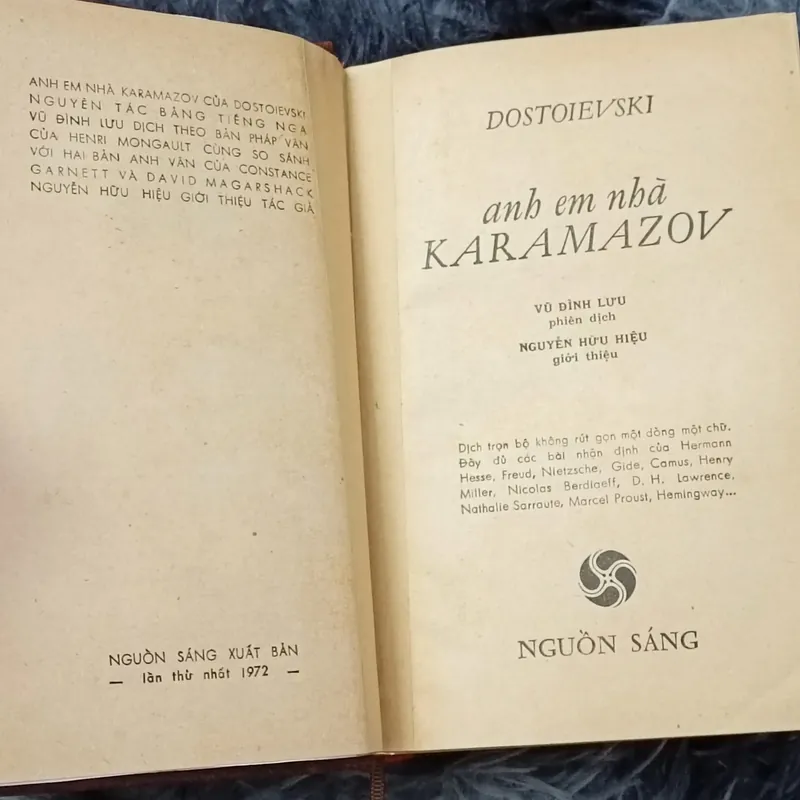 ANH EM NHÀ KARAMAZOV CỦA DOSTOIEVSKI
NGUYÊN TÁC BẰNG TIẾNG NGA
VŨ ĐÌNH LƯU DỊCH THEO BẢN PHÁP VĂN
CỦA HENRI MONGAULT CÙNG SO SÁNH
VỚI HAI BẢN ANH VĂN CỦA CONSTANCE
GARNETT VÀ DAVID MAGARSHACK
NGUYỄN HỮU HIỆU GIỚI THIỆU TÁC GIẢ
NGUỒN SÁNG XUẤT BẢN
— lần thứ nhất 1972 —
DOSTOIEVSKI
anh em nhà
KARAMAZOV
VŨ ĐÌNH LƯU
phiên dịch
NGUYỄN HỮU HIỆU
giới thiệu
Dịch trọn bộ không rút gọn một dòng một chữ.
Đầy đủ các bài nhận định của Hermann
Hesse, Freud, Nietzsche, Gide, Camus, Henry
Miller, Nicolas Berdiaeff, D. H. Lawrence,
Nathalie Sarraute, Marcel Proust, Hemingway...
NGUỒN SÁNG